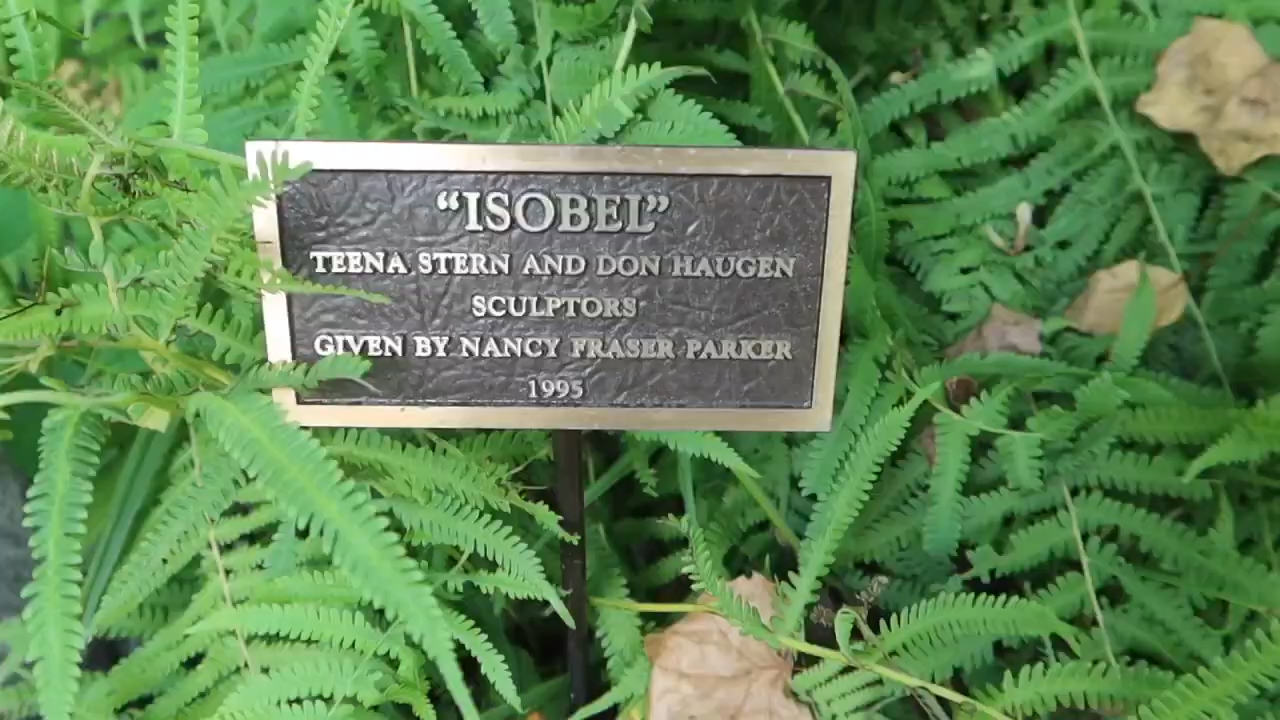 “ISOBEL”
TEENA STERN AND DON HAUGEN
SCULPTORS
GIVEN BY NANCY FRASER PARKER
1995